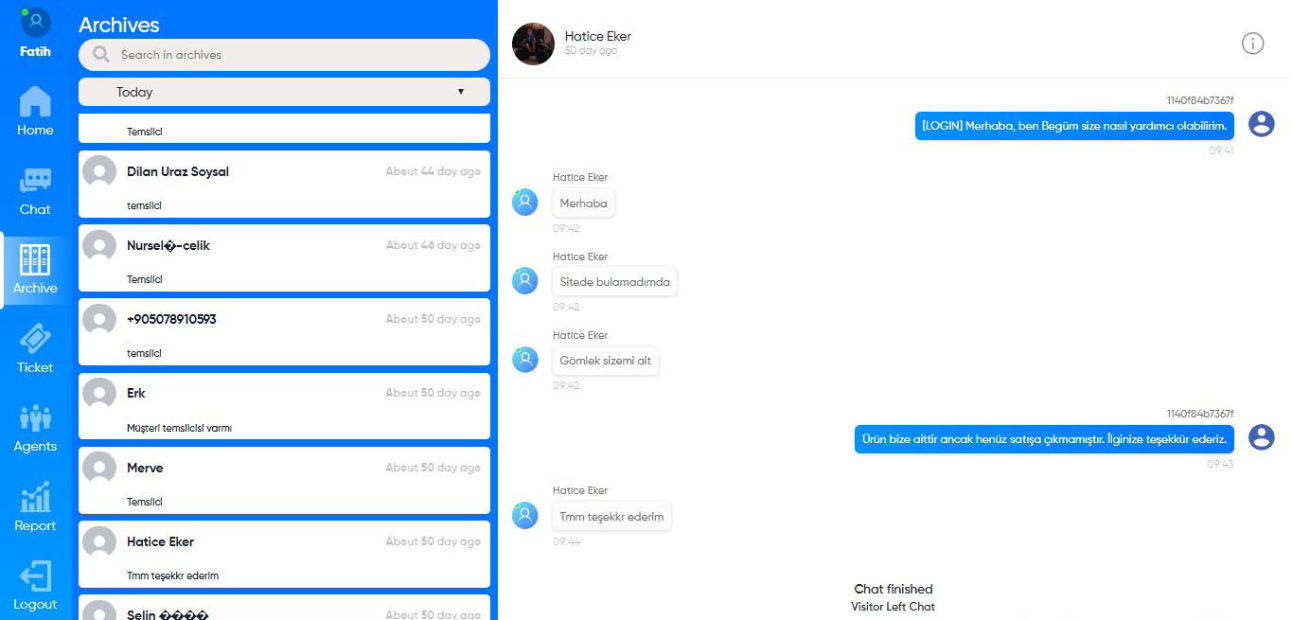 Fatih
Home
Chat
Archive
Ticket
Agents
Report
Logout
Archives
Search in archives
Today
Temsilci
Dilan Uraz Soysal
About 44 day ago
temsilci
Nursel�-celik
About 46 day ago
Temsilci
+905078910593
About 50 day ago
temsilci
Erk
About 50 day ago
Müşteri temsilcisi varmı
Merve
About 50 day ago
Temsilci
Hatice Eker
About 50 day ago
Tmm teşekkr ederim
Selin ����
About 50 day ago
Hatice Eker
50 day ago
1140f84b7367f
[LOGIN] Merhaba, ben Begüm size nasıl yardımcı olabilirim.
09:41
Hatice Eker
Merhaba
09:42
Hatice Eker
Sitede bulamadımda
09:42
Hatice Eker
Gömlek sizemi ait
09:42
1140f84b7367f
Ürün bize aittir ancak henüz satışa çıkmamıştır. İlginize teşekkür ederiz.
09:43
Hatice Eker
Tmm teşekkr ederim
09:44
Chat finished
Visitor Left Chat